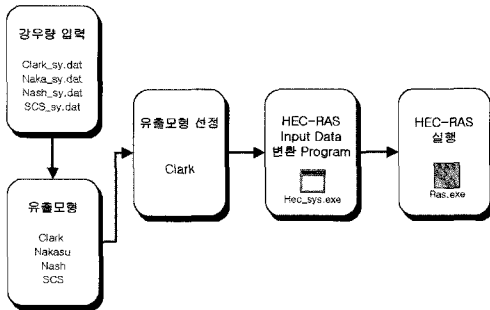 강우량 입력
Clark_sy.dat
Naka_sy.dat
Nash_sy.dat
SCS_sy.dat
유출모형
Clark
Nakasu
Nash
SCS
유출모형 선정
Clark
HEC-RAS
Input Data
변환 Program
Hec_sys.exe
HEC-RAS
실행
Ras.exe